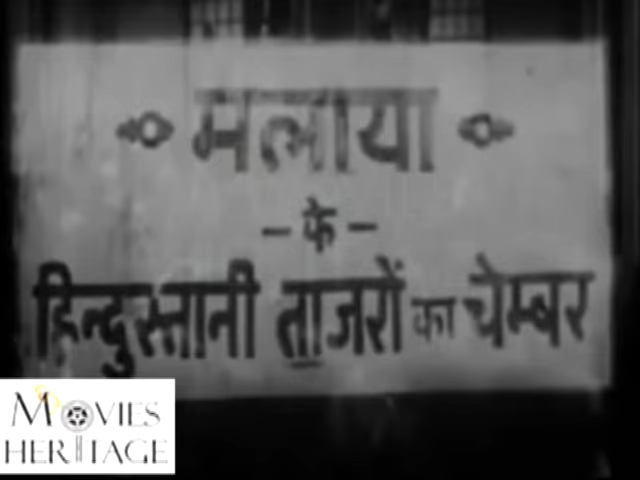 मलाया
- के -
हिन्दुस्तानी ताजरों का चेम्बर
MOVIES
HERITAGE